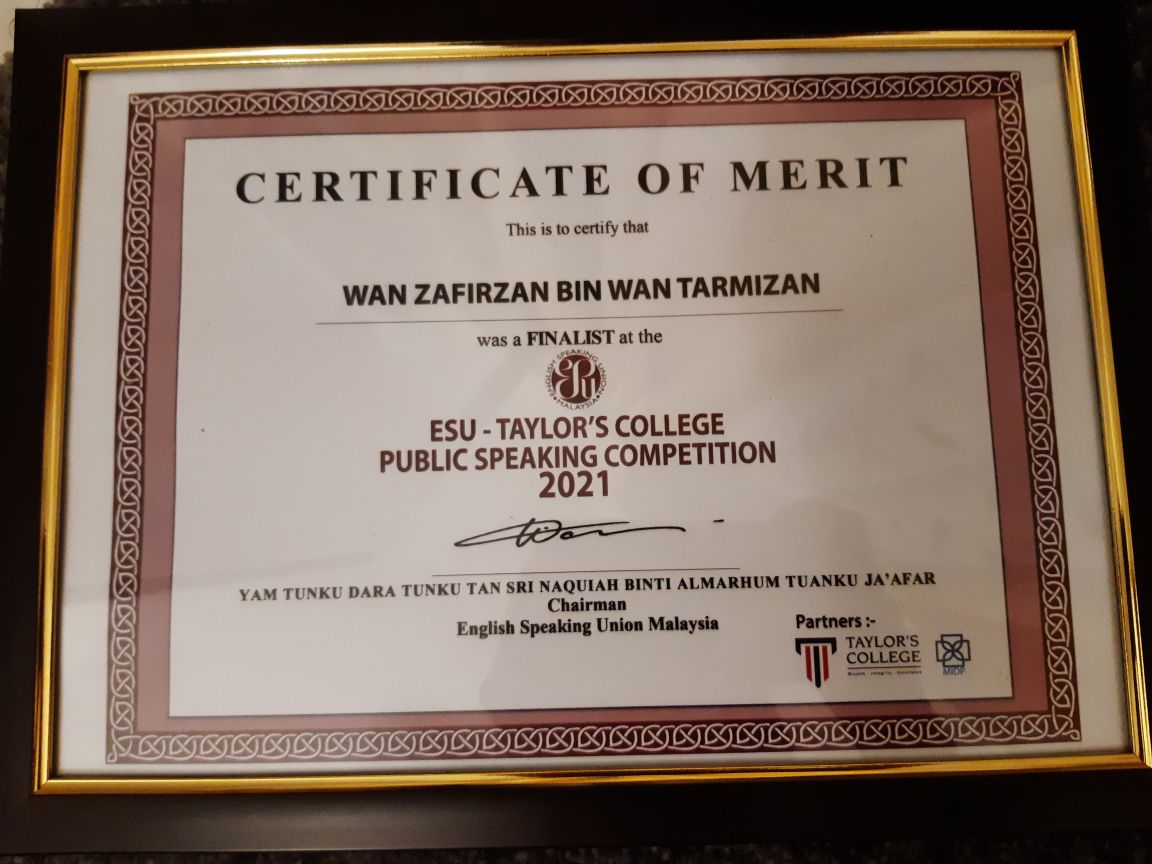 CERTIFICATE OF MERIT
This is to certify that
WAN ZAFIRZAN BIN WAN TARMIZAN
was a FINALIST at the
ENGLISH SPEAKING UNION
MALAYSIA
ESU - TAYLOR'S COLLEGE
PUBLIC SPEAKING COMPETITION
2021
YAM TUNKU DARA TUNKU TAN SRI NAQUIAH BINTI ALMARHUM TUANKU JA'AFAR
Chairman
English Speaking Union Malaysia
Partners :-
TAYLOR'S
COLLEGE
Wisdom · Integrity · Excellence
MIDP